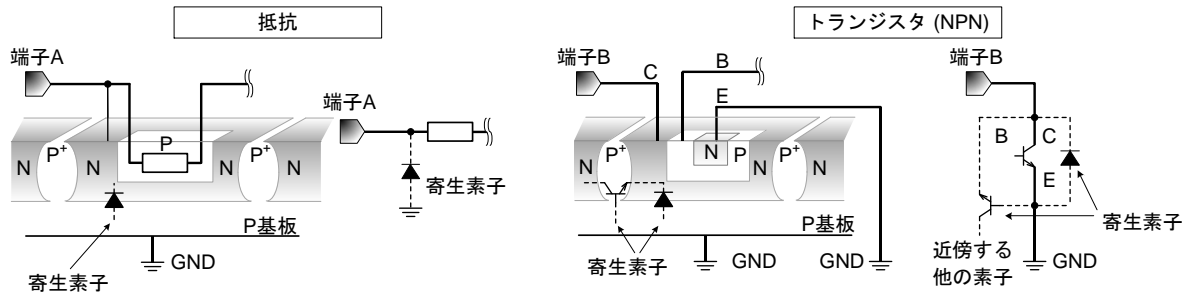 抵抗
端子A
N
P+
N
P
P+
N
P基板
寄生素子
GND
端子A
寄生素子
トランジスタ (NPN)
端子B
C
B
E
N
P+
N
N
P
P+
N
P基板
寄生素子
GND
GND
端子B
B
C
E
寄生素子
近傍する
他の素子